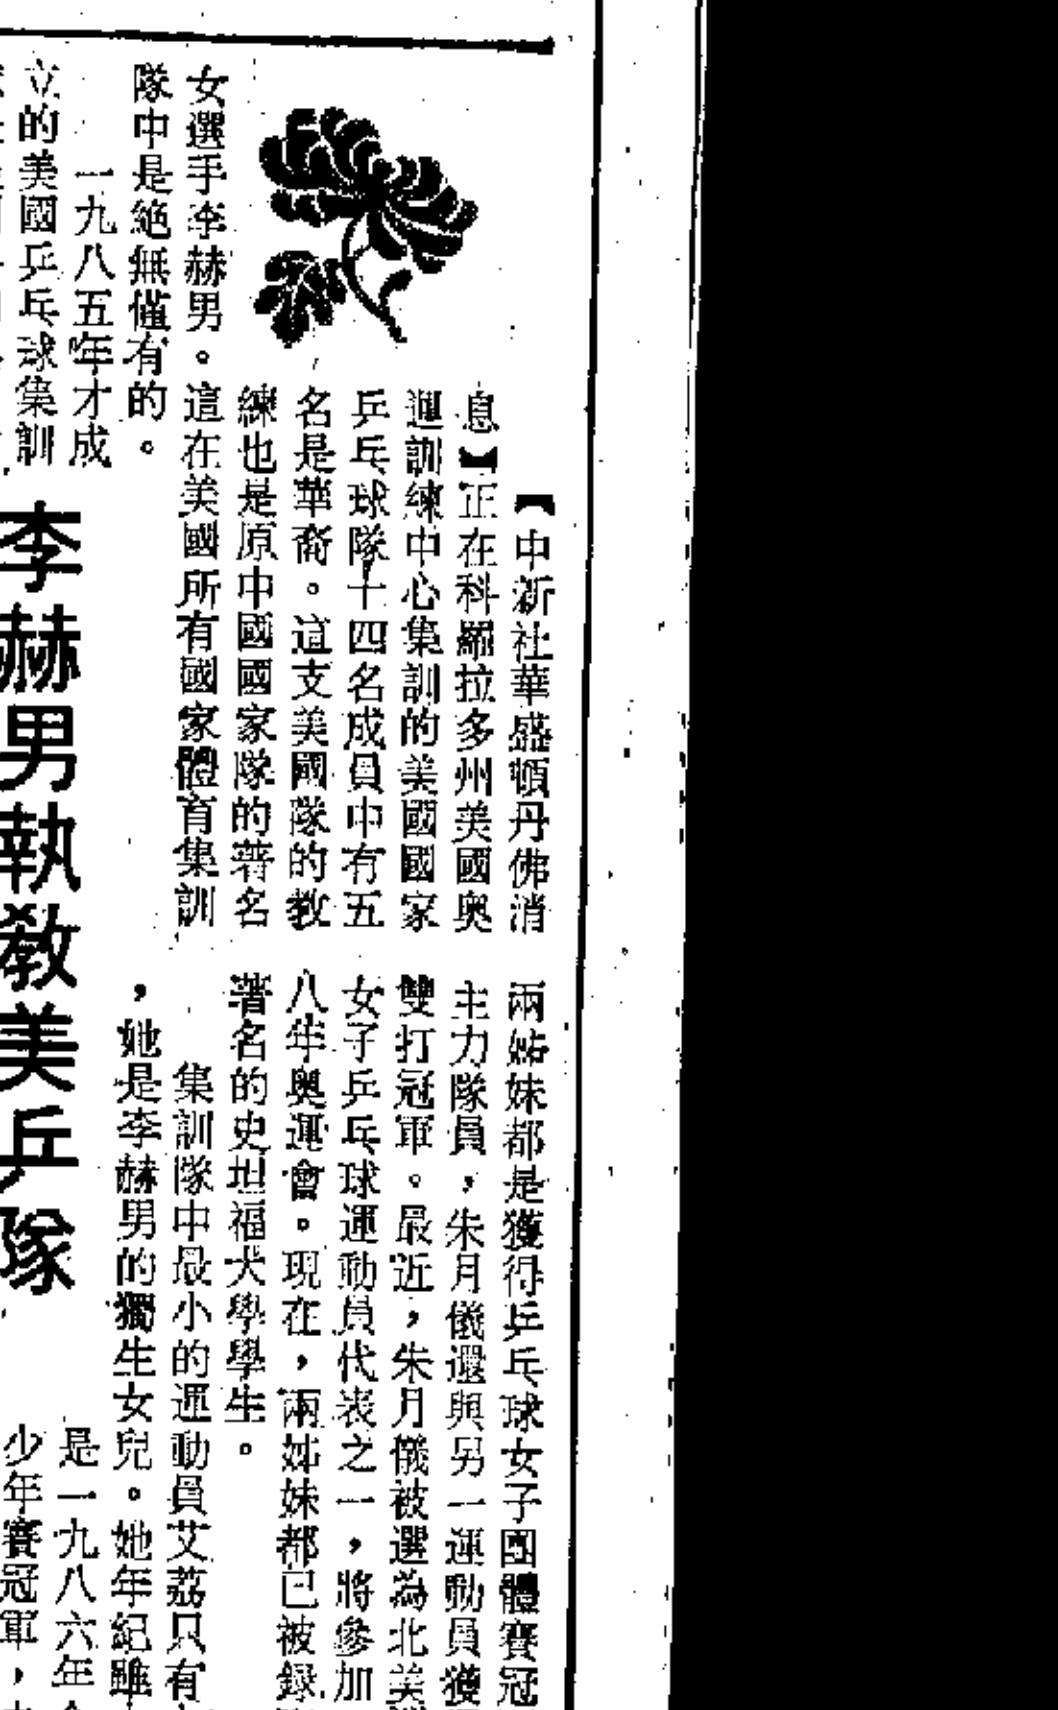 李赫男執教美乒隊
【中新社華盛頓丹佛消
息】正在科羅拉多州美國奧
運訓練中心集訓的美國國家
乒乓球隊十四名成員中有五
名是華裔。這支美國隊的教
練也是原中國國家隊的著名
女選手李赫男。這在美國所有國家體育集訓
隊中是絕無僅有的。
一九八五年才成
立的美國乒乓球集訓
兩姊妹都是獲得乒乓球女子團體賽冠
主力隊員，朱月儀還與另一運動員獲
雙打冠軍。最近，朱月儀被選為北美
女子乒乓球運動員代表之一，將參加
八年奧運會。現在，兩姊妹都已被録
著名的史坦福大學學生。
集訓隊中最小的運動員艾荔只有
，她是李赫男的獨生女兒。她年紀雖
是一九八六年
少年賽冠軍，